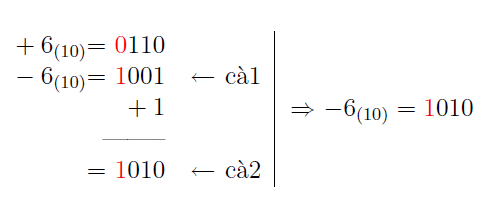 + 6(10)= 0110
− 6(10)= 1001 ← cà1
+ 1
⇒ −6(10) = 1010
= 1010 ← cà2